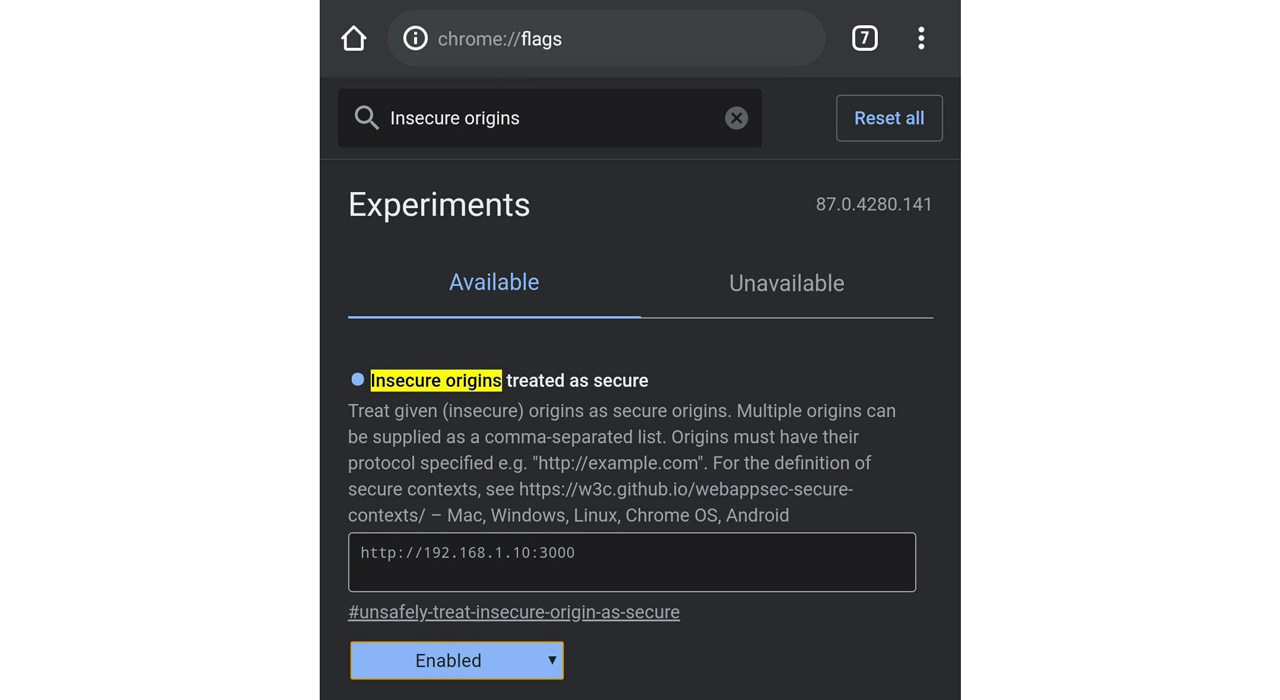 chrome://flags
7
Insecure origins
Reset all
Experiments
87.0.4280.141
Available
Unavailable
Insecure origins treated as secure
Treat given (insecure) origins as secure origins. Multiple origins can
be supplied as a comma-separated list. Origins must have their
protocol specified e.g. "http://example.com". For the definition of
secure contexts, see https://w3c.github.io/webappsec-secure-
contexts/ – Mac, Windows, Linux, Chrome OS, Android
http://192.168.1.10:3000
#unsafely-treat-insecure-origin-as-secure
Enabled